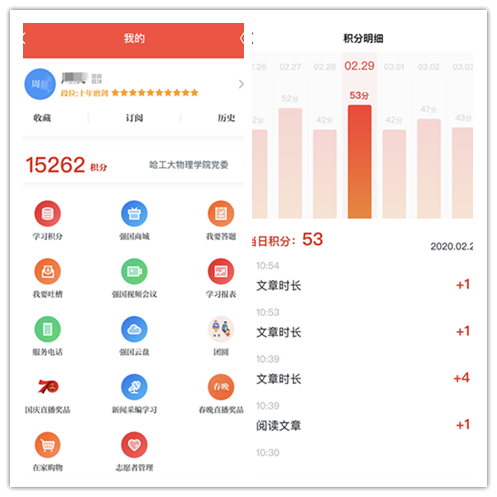 我的
周
段位:十年磨剑
收藏
订阅
历史
15262 积分
哈工大物理学院党委
学习积分
强国商城
我要答题
我要吐槽
强国视频会议
学习报表
服务电话
强国云盘
团圆
国庆直播奖品
新闻采编学习
春晚
春晚直播奖品
在家购物
志愿者管理
积分明细
.26
02.27
02.28
02.29
03.01
03.02
03.03
分
52分
42分
53分
42分
47分
43分
当日积分：53
2020.02.2
10:54
文章时长
+1
10:53
文章时长
+1
10:39
文章时长
+4
10:39
阅读文章
+1
10:30